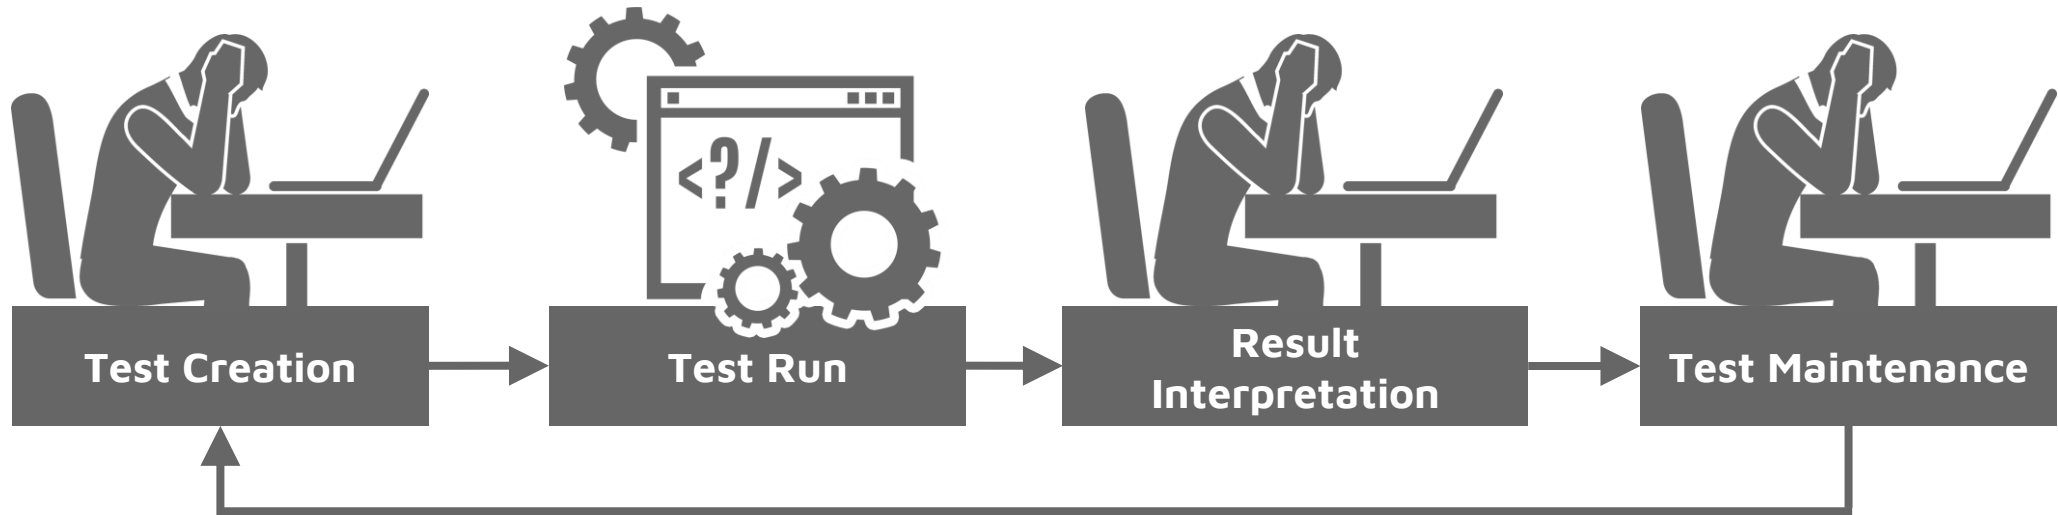 <?/>
Test Creation
Test Run
Result
Interpretation
Test Maintenance